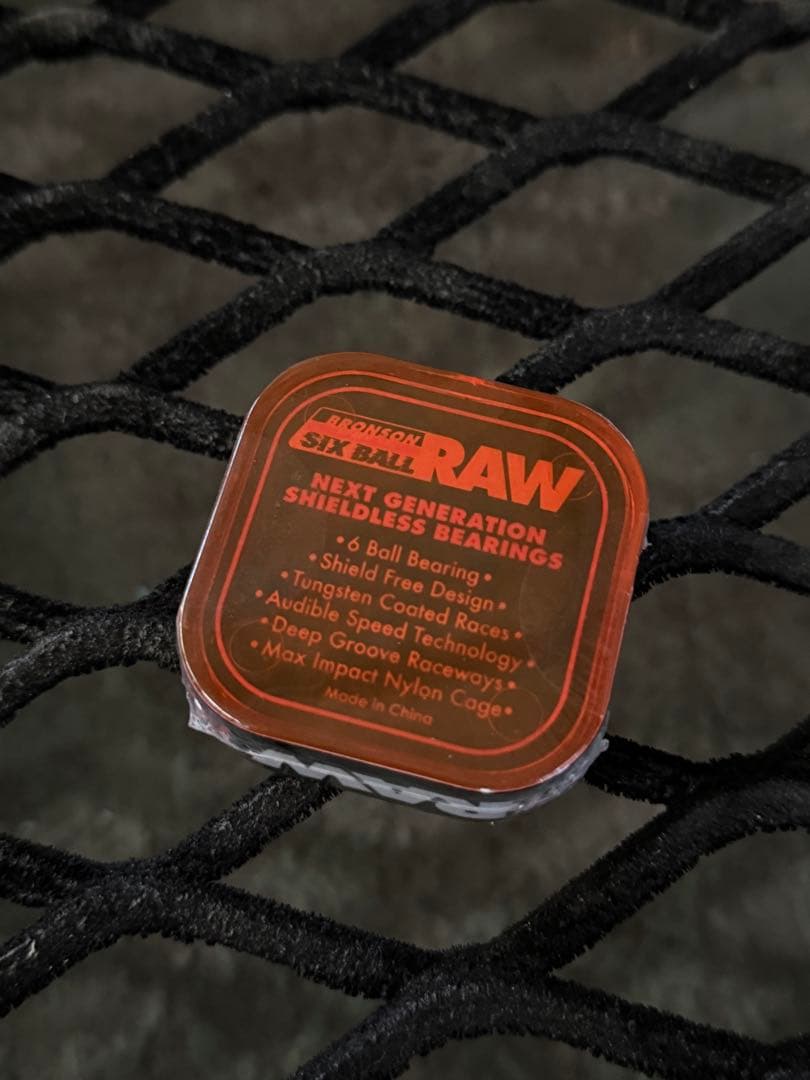 BRONSON
SIX BALL RAW
NEXT GENERATION
SHIELDLESS BEARINGS
•6 Ball Bearing•
•Shield Free Design•
•Tungsten Coated Races•
•Audible Speed Technology•
•Deep Groove Raceways•
•Max Impact Nylon Cage•
Made in China